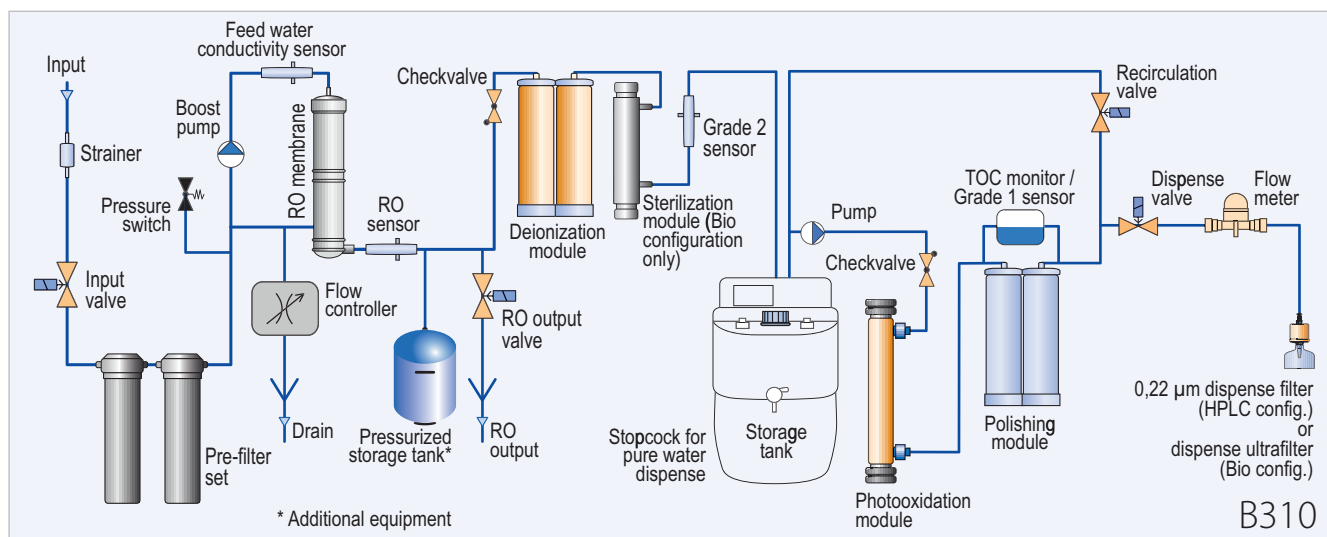 Feed water
conductivity sensor
Input
Boost
pump
Strainer
Pressure
switch
RO membrane
Input
valve
Flow
controller
Pre-filter
set
Drain
RO
sensor
Pressurized
storage tank*
RO output
valve
RO
output
Checkvalve
Deionization
module
Sterilization
module (Bio
configuration
only)
Grade 2
sensor
Pump
Checkvalve
Stopcock for
pure water
dispense
Storage
tank
Photooxidation
module
TOC monitor /
Grade 1 sensor
Polishing
module
Recirculation
valve
Dispense
valve
Flow
meter
0,22 µm dispense filter
(HPLC config.)
or
dispense ultrafilter
(Bio config.)
* Additional equipment
B310